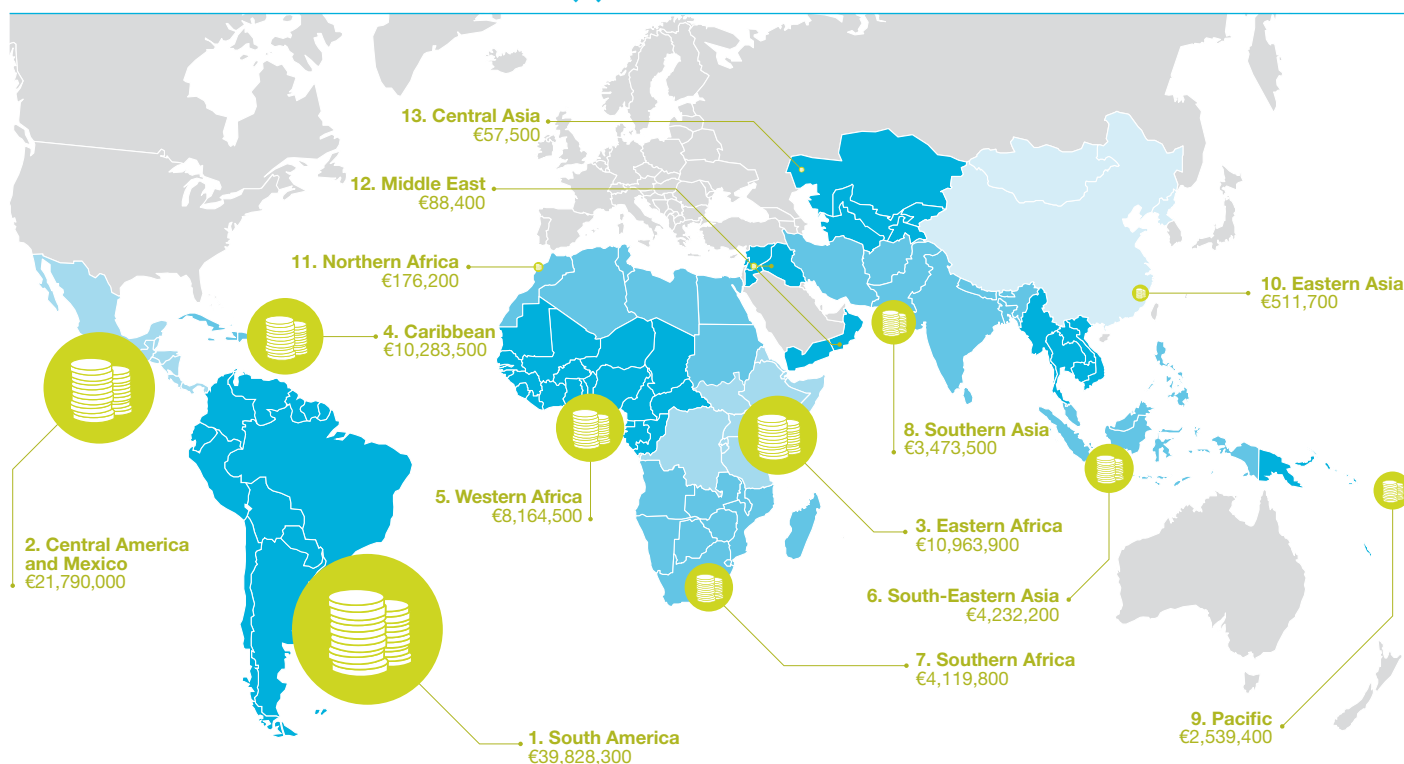 13. Central Asia
€57,500
12. Middle East
€88,400
11. Northern Africa
€176,200
10. Eastern Asia
€511,700
4. Caribbean
€10,283,500
8. Southern Asia
€3,473,500
5. Western Africa
€8,164,500
3. Eastern Africa
€10,963,900
2. Central America
and Mexico
€21,790,000
6. South-Eastern Asia
€4,232,200
7. Southern Africa
€4,119,800
9. Pacific
€2,539,400
1. South America
€39,828,300